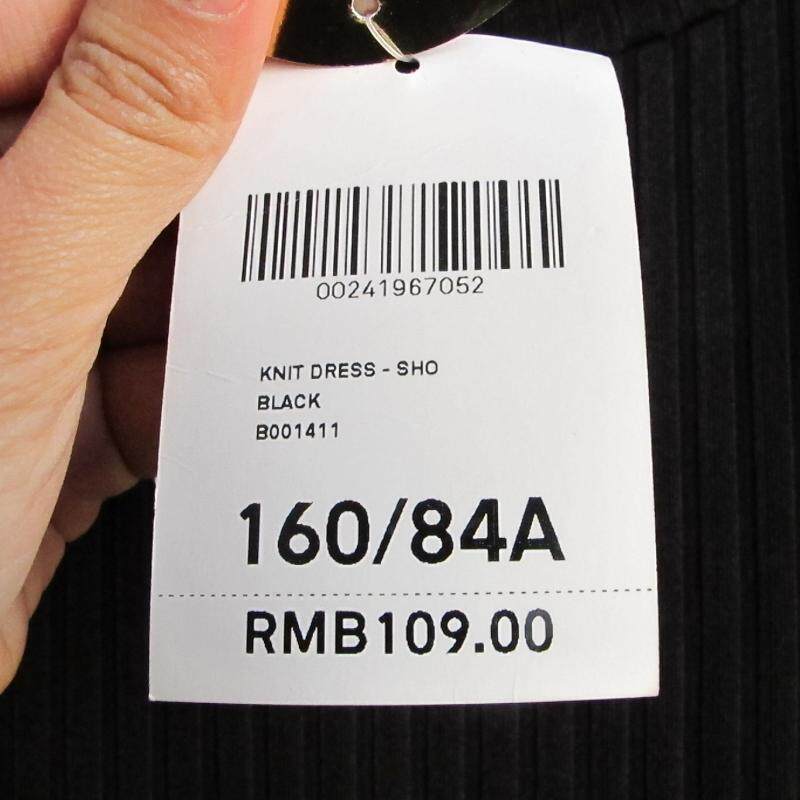 00241967052
KNIT DRESS - SHO
BLACK
B001411
160/84A
RMB109.00